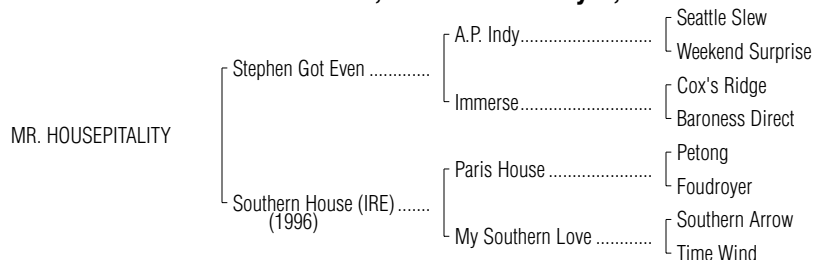 Seattle Slew
A.P. Indy..............................
Weekend Surprise
Stephen Got Even .............
Cox's Ridge
Immerse..............................
Baroness Direct
MR. HOUSEPITALITY
Petong
Paris House .......................
Foudroyer
Southern House (IRE).......
(1996)
Southern Arrow
My Southern Love ............
Time Wind